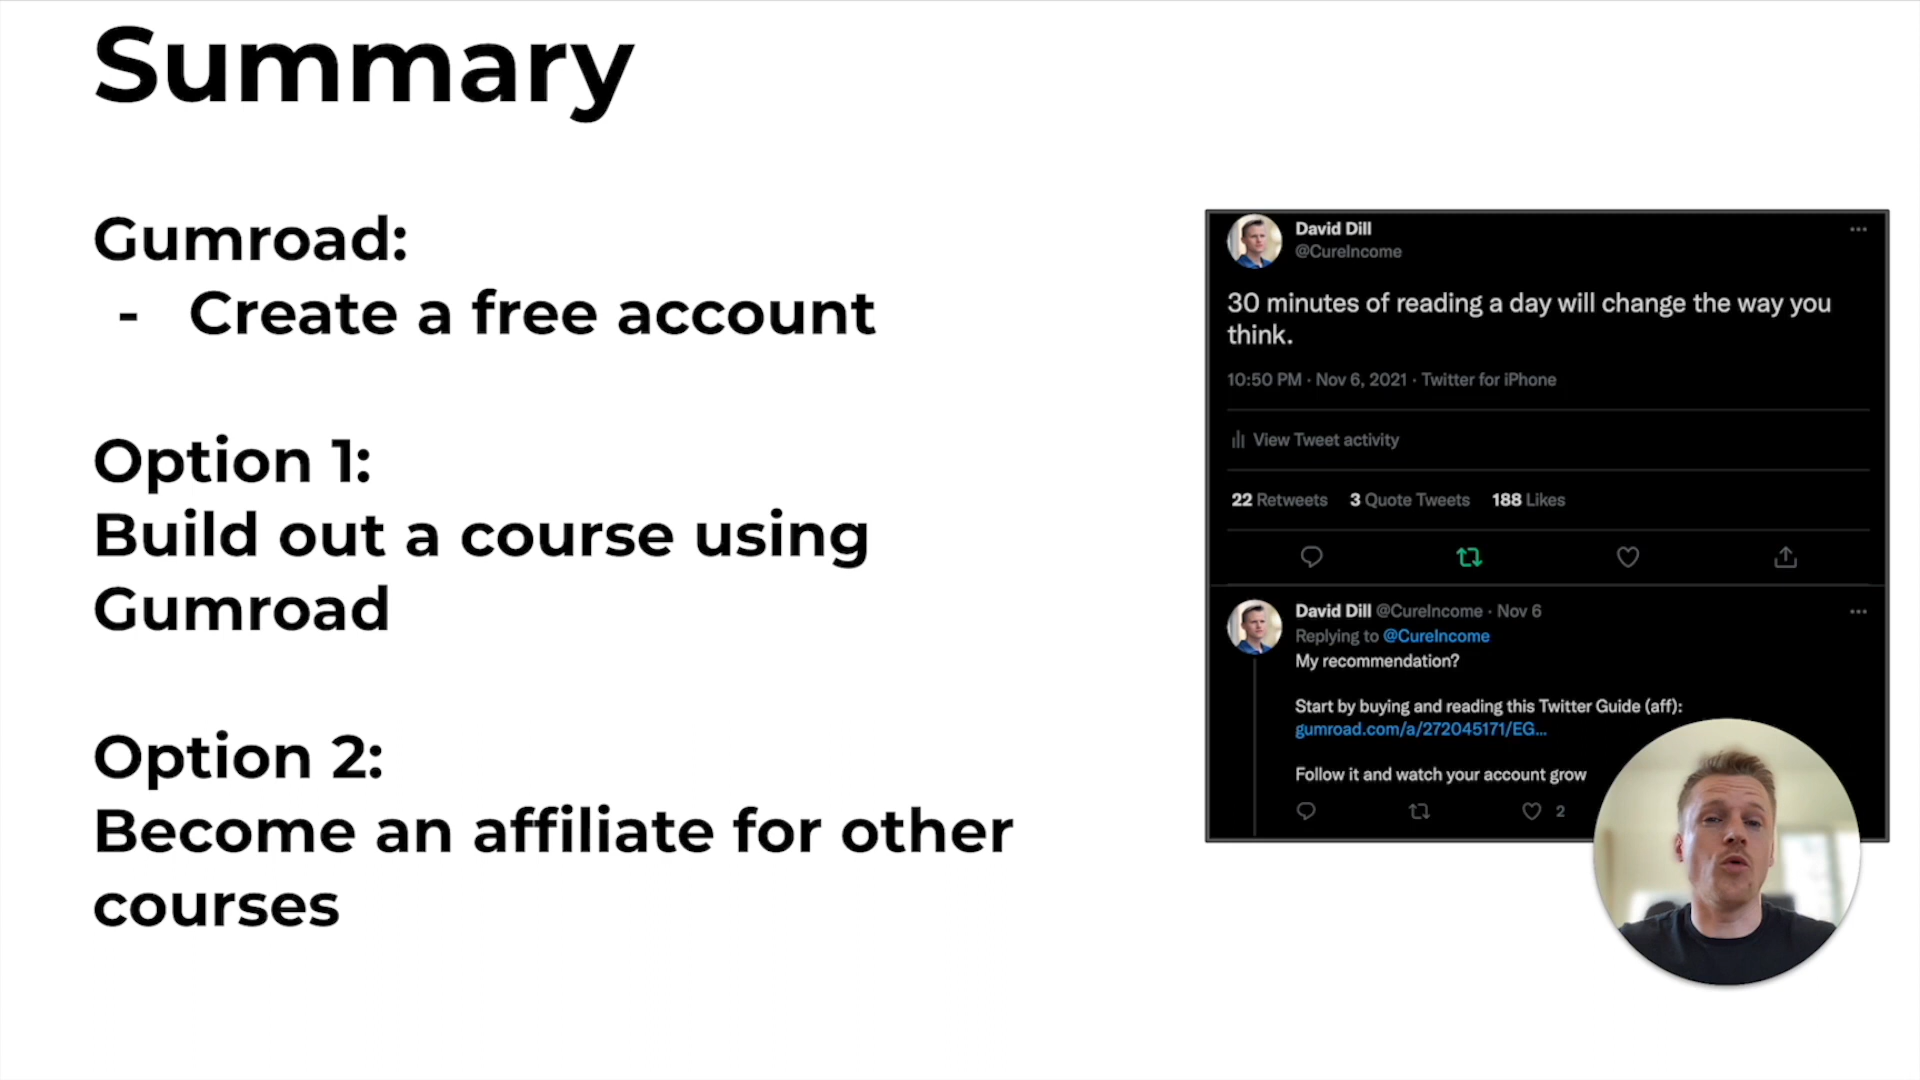 Summary
Gumroad:
- Create a free account
Option 1:
Build out a course using
Gumroad
Option 2:
Become an affiliate for other
courses
David Dill
@CureIncome
30 minutes of reading a day will change the way you
think.
10:50 PM · Nov 6, 2021 · Twitter for iPhone
View Tweet activity
22 Retweets 3 Quote Tweets 188 Likes
David Dill @CureIncome · Nov 6
Replying to @CureIncome
My recommendation?
Start by buying and reading this Twitter Guide (aff):
gumroad.com/a/272045171/EG...
Follow it and watch your account grow
2